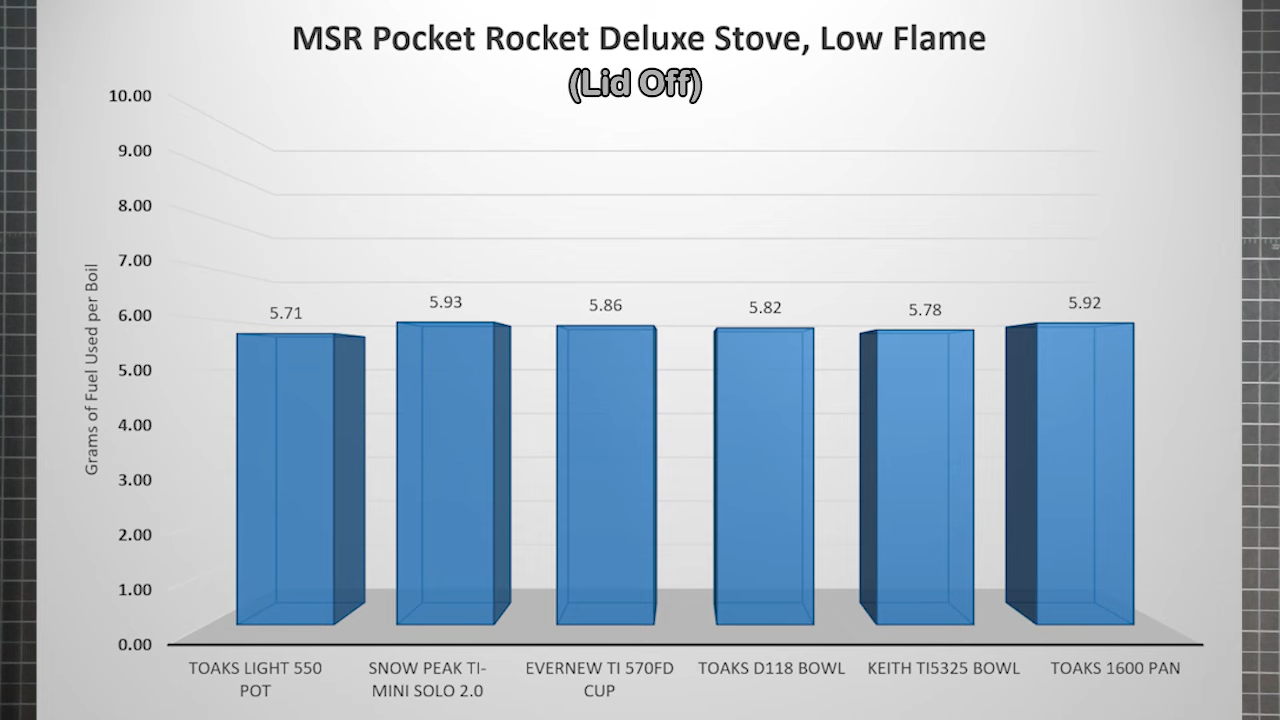 MSR Pocket Rocket Deluxe Stove, Low Flame
(Lid Off)
10.00
9.00
8.00
7.00
6.00
5.00
4.00
3.00
2.00
1.00
0.00
Grams of Fuel Used per Boil
5.71
5.93
5.86
5.82
5.78
5.92
TOAKS LIGHT 550
POT
SNOW PEAK TI-
MINI SOLO 2.0
EVERNEW TI 570FD
CUP
TOAKS D118 BOWL
KEITH TI5325 BOWL
TOAKS 1600 PAN